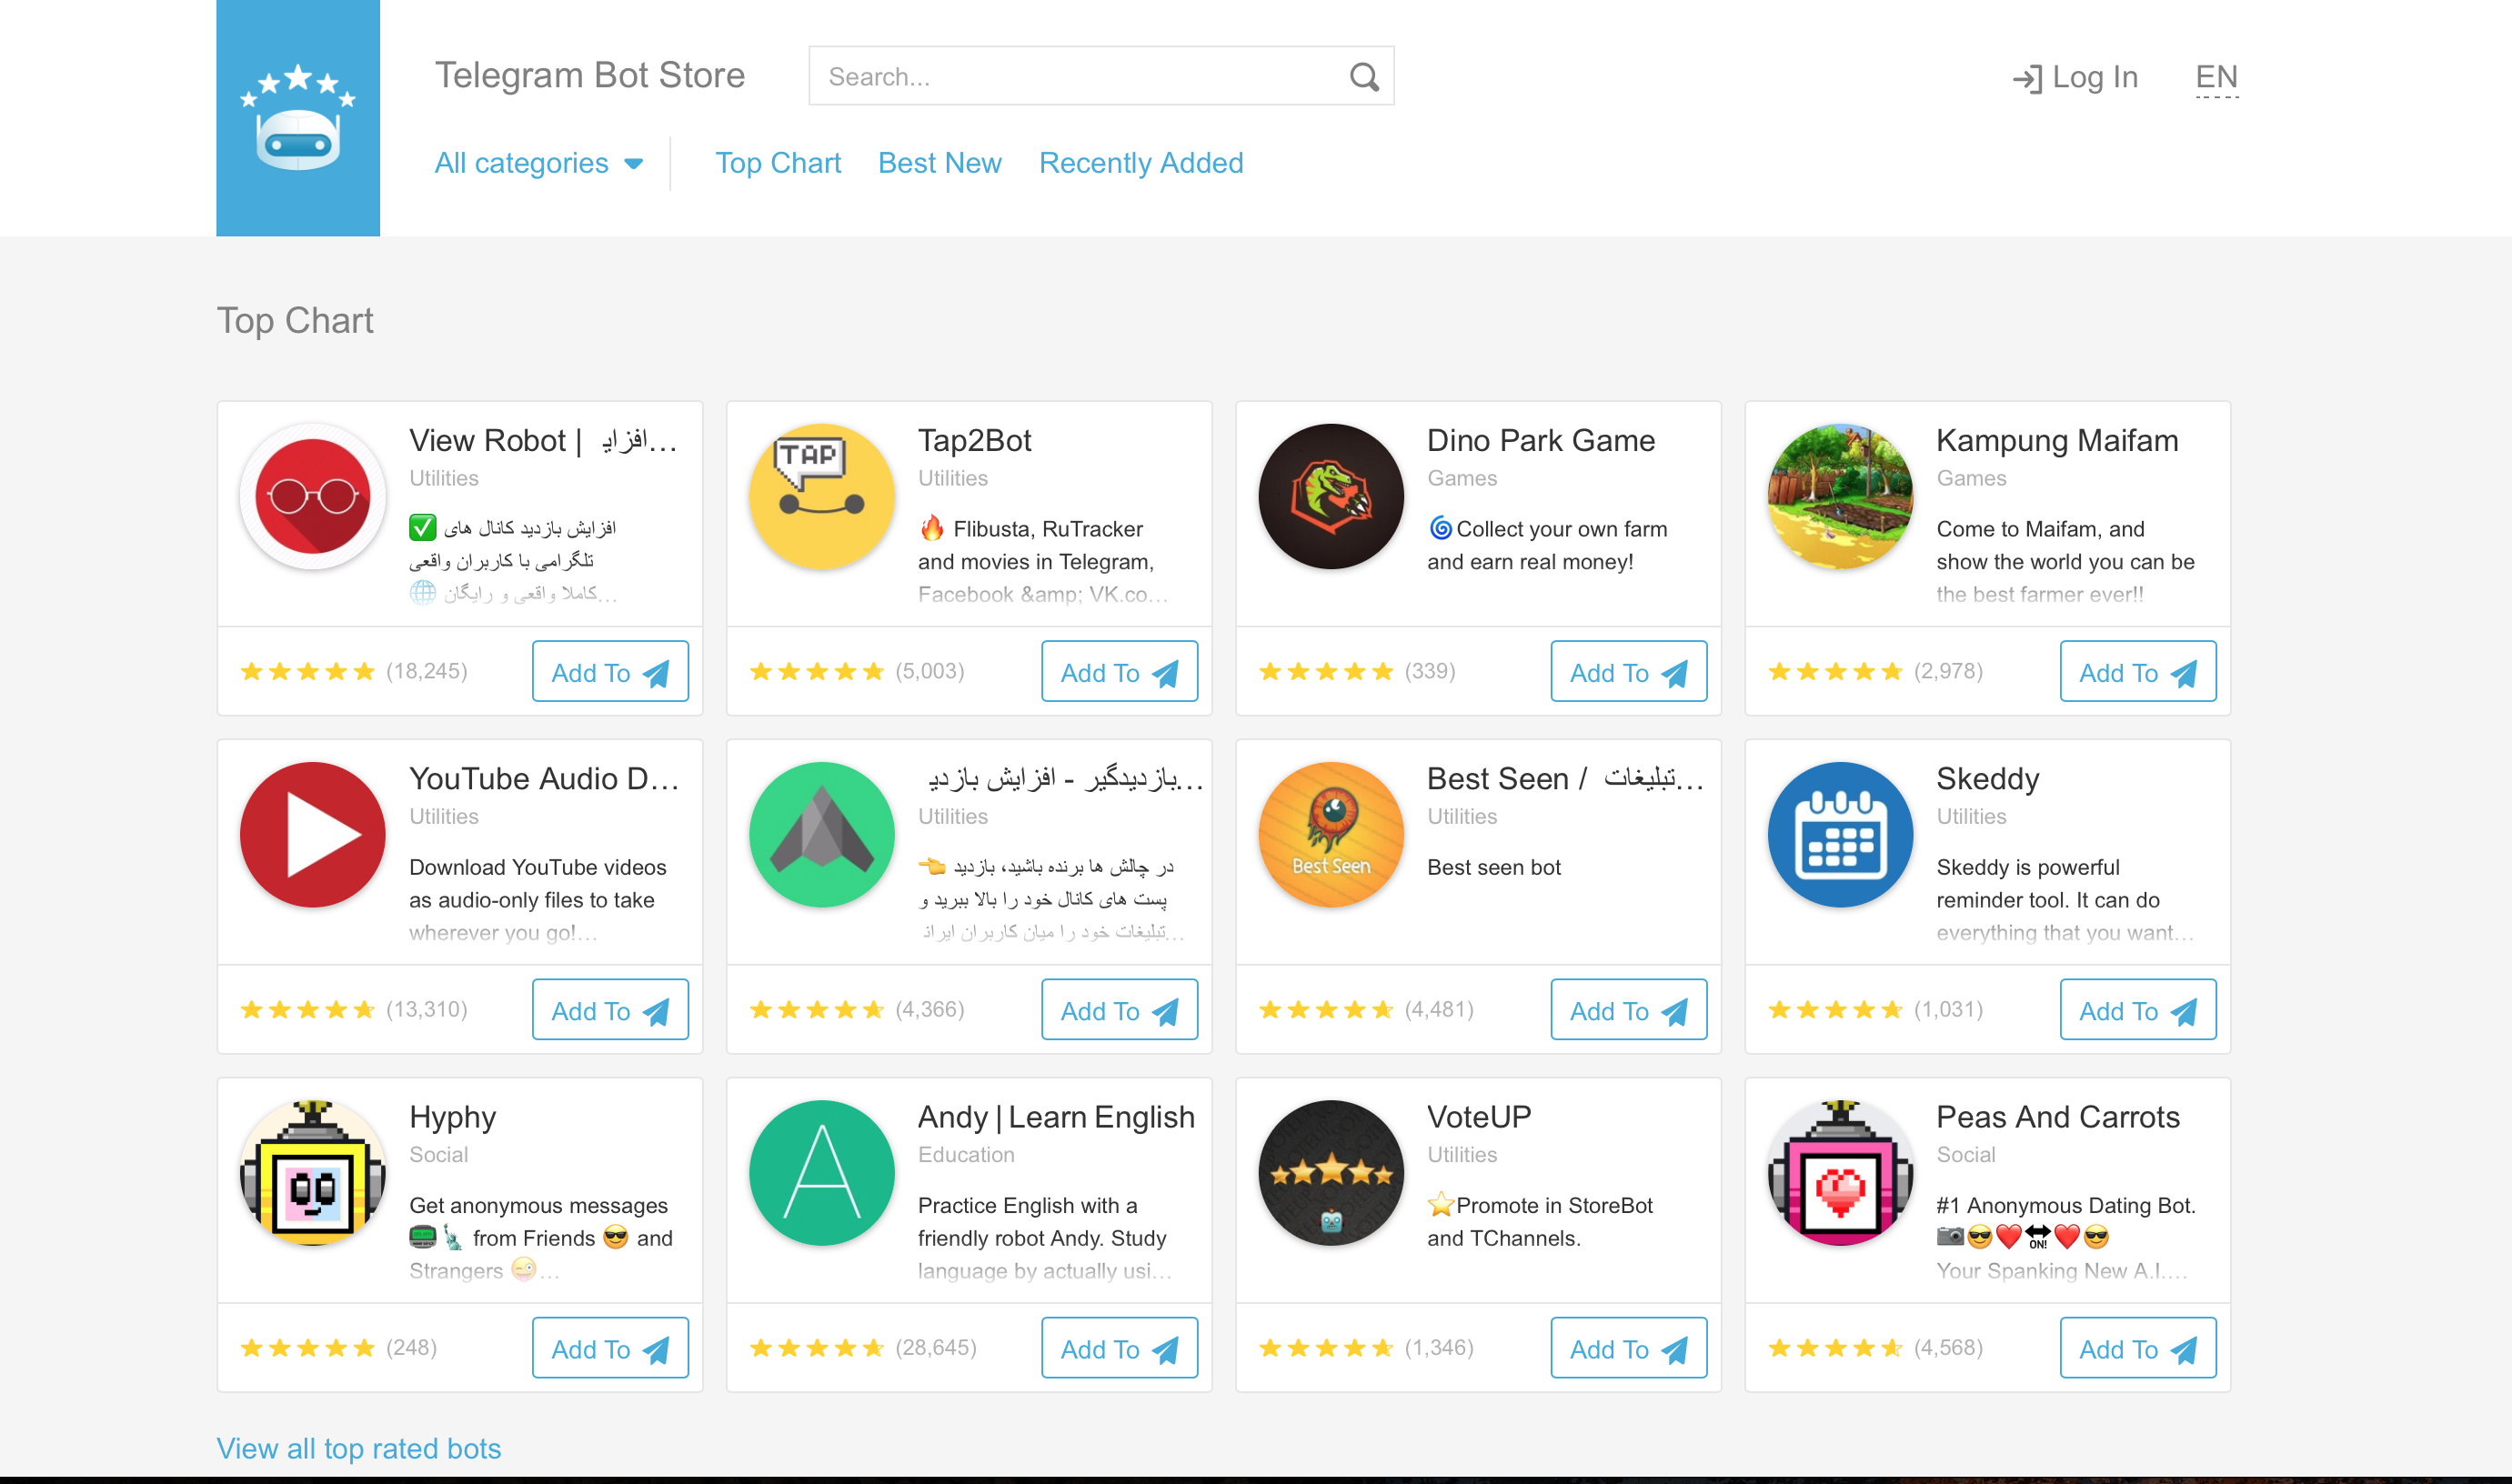 Telegram Bot Store
Search...
Log In
EN
All categories
Top Chart
Best New
Recently Added
Top Chart
View Robot | افزایـ...
Utilities
✅ افزایش بازدید کانال های
تلگرامی با کاربران واقعی
🌐 کاملا واقعی و رایگان...
(18,245)
Add To
Tap2Bot
TAP
Utilities
🔥 Flibusta, RuTracker
and movies in Telegram,
Facebook &amp; VK.co...
(5,003)
Add To
Dino Park Game
Games
🌀Collect your own farm
and earn real money!
(339)
Add To
Kampung Maifam
Games
Come to Maifam, and
show the world you can be
the best farmer ever!!
(2,978)
Add To
YouTube Audio D...
Utilities
Download YouTube videos
as audio-only files to take
wherever you go!...
(13,310)
Add To
بازدیدگیر - افزایش بازدیـ...
Utilities
👈 در چالش ها برنده باشید، بازدید
پست های کانال خود را بالا ببرید و
تبلیغات خود را میان کاربران ایرانـ...
(4,366)
Add To
Best Seen / تبلیغات...
Best Seen
Utilities
Best seen bot
(4,481)
Add To
Skeddy
Utilities
Skeddy is powerful
reminder tool. It can do
everything that you want...
(1,031)
Add To
Hyphy
Social
Get anonymous messages
📟🗽 from Friends 😎 and
Strangers 😜...
(248)
Add To
Andy | Learn English
A
Education
Practice English with a
friendly robot Andy. Study
language by actually usi...
(28,645)
Add To
VoteUP
Utilities
⭐Promote in StoreBot
and TChannels.
(1,346)
Add To
Peas And Carrots
Social
#1 Anonymous Dating Bot.
📷😎❤️🔛❤️😎
Your Spanking New A.I....
(4,568)
Add To
View all top rated bots